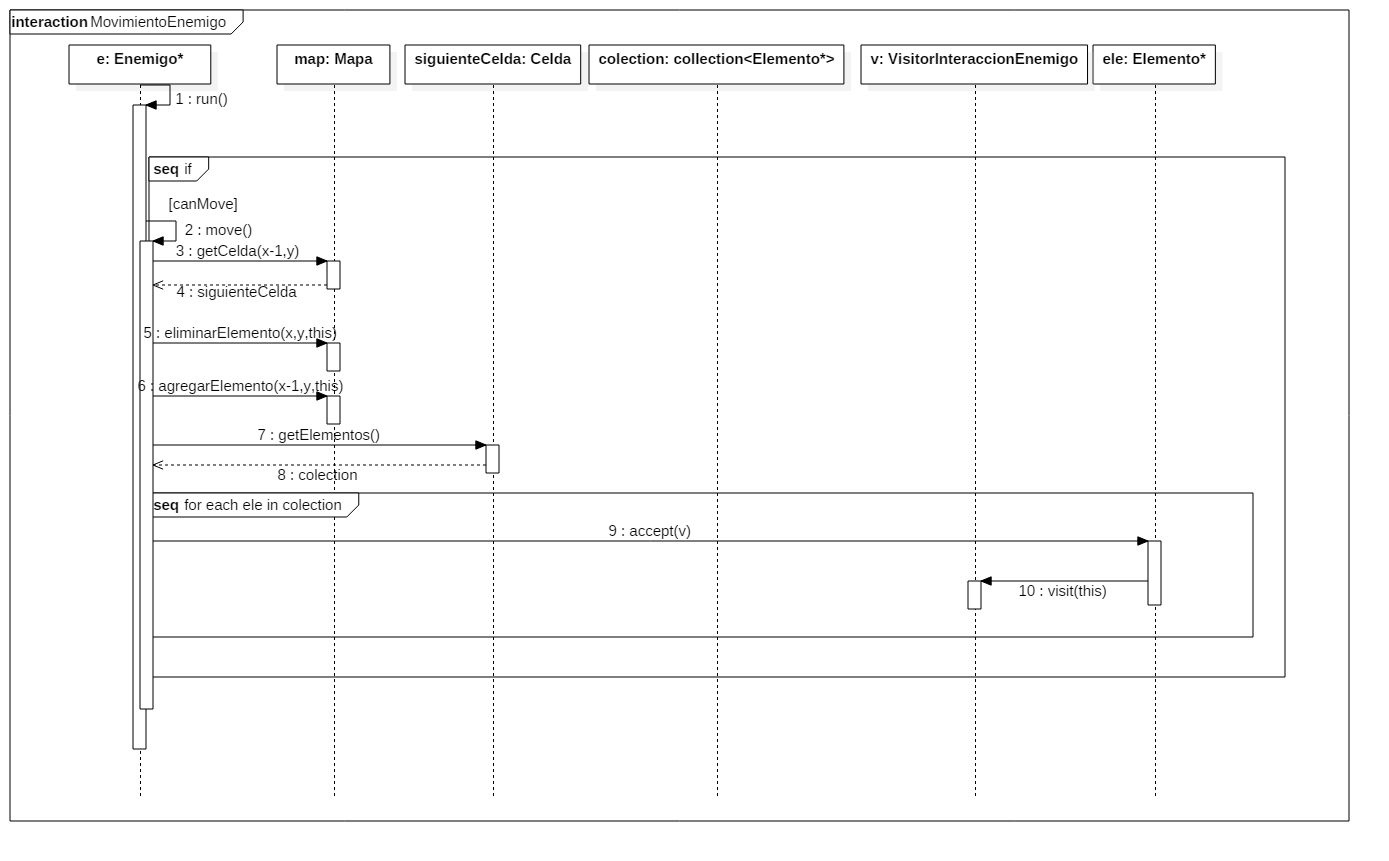 interaction MovimientoEnemigo
e: Enemigo*
map: Mapa
siguienteCelda: Celda
colection: collection<Elemento*>
v: VisitorInteraccionEnemigo
ele: Elemento*
1 : run()
seq if
[canMove]
2 : move()
3 : getCelda(x-1,y)
4 : siguienteCelda
5 : eliminarElemento(x,y,this)
6 : agregarElemento(x-1,y,this)
7 : getElementos()
8 : colection
seq for each ele in colection
9 : accept(v)
10 : visit(this)